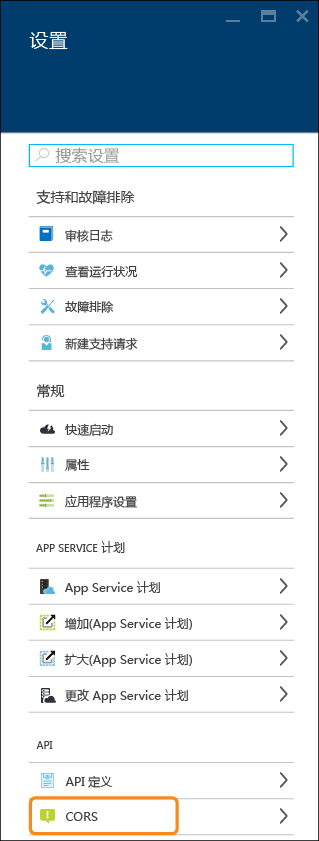 设置
搜索设置
支持和故障排除
审核日志
查看运行状况
故障排除
新建支持请求
常规
快速启动
属性
应用程序设置
APP SERVICE 计划
App Service 计划
增加(App Service 计划)
扩大(App Service 计划)
更改 App Service 计划
API
API 定义
CORS